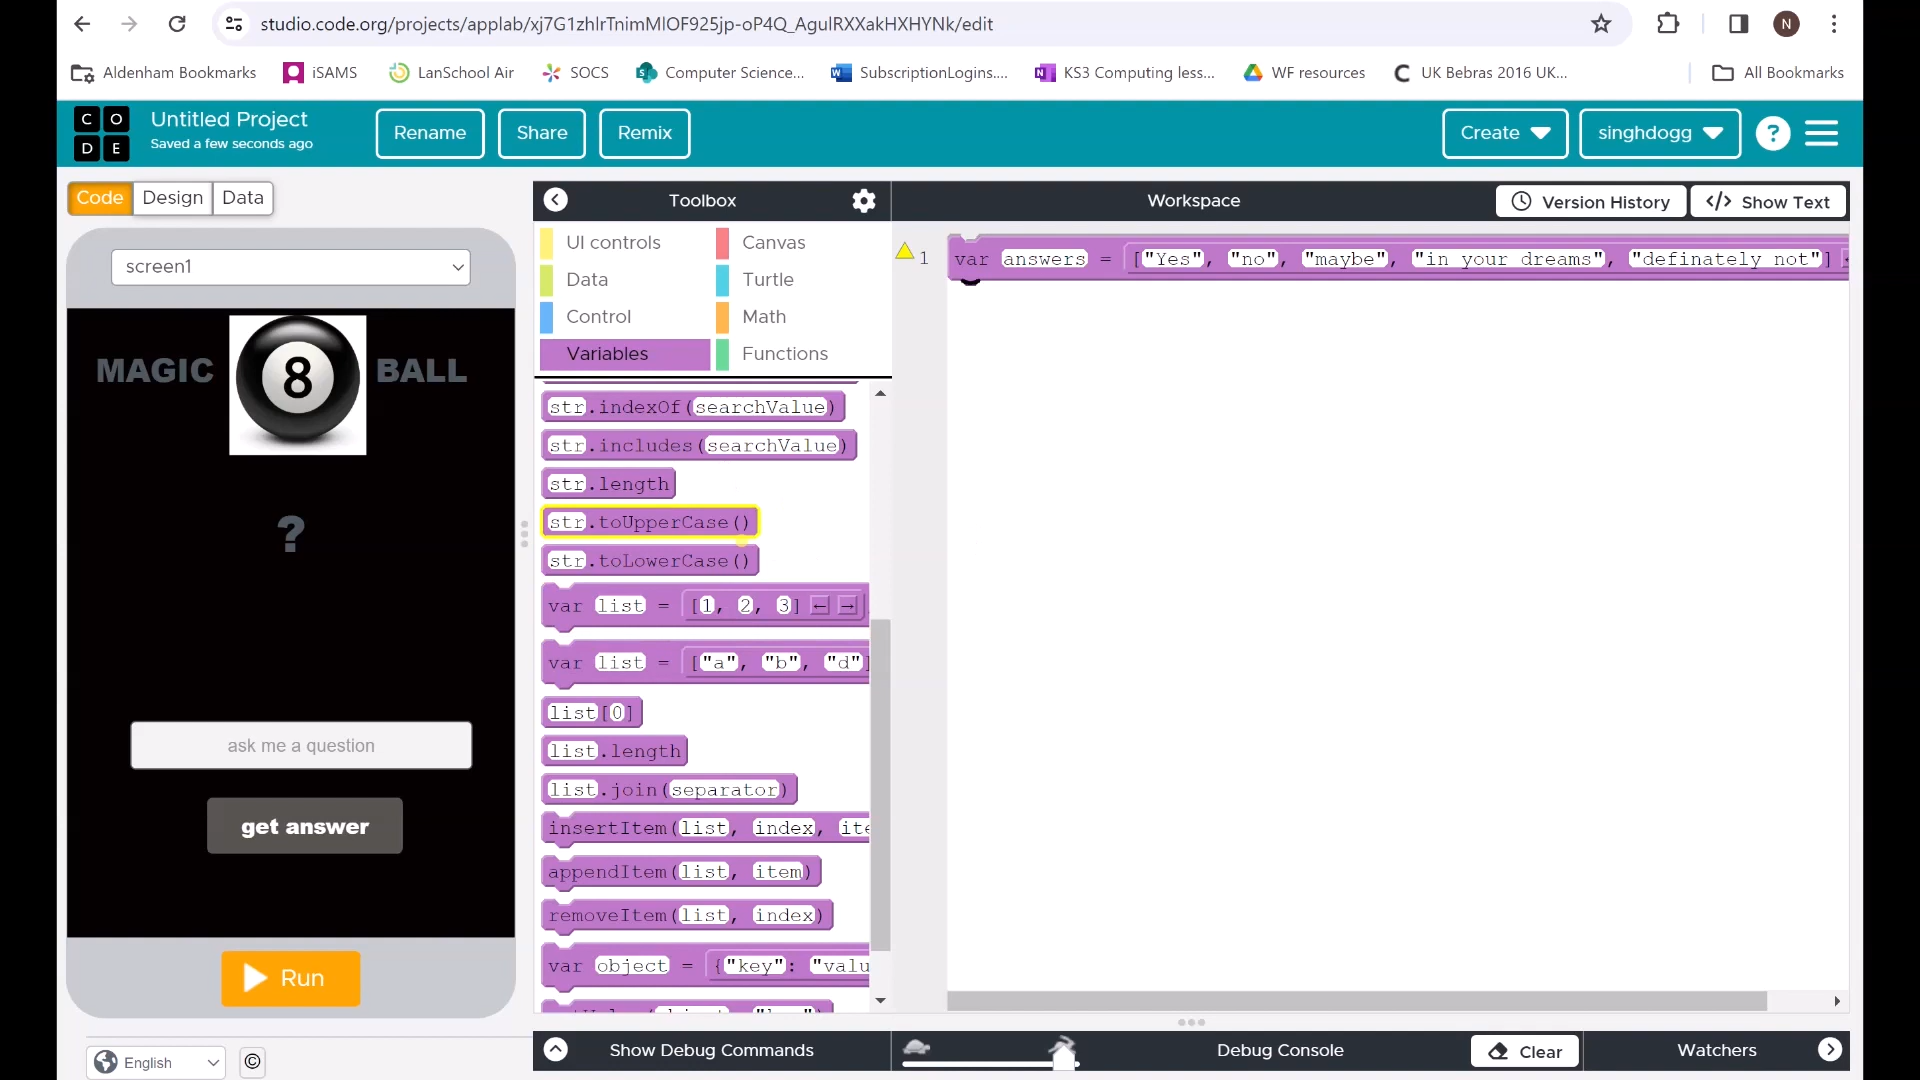 studio.code.org/projects/applab/xj7G1zhlrTnimMlOF925jp-oP4Q_AgulRXXakHXHYNk/edit
N
Aldenham Bookmarks iSAMS LanSchool Air SOCS Computer Science... SubscriptionLogins.... KS3 Computing less... WF resources UK Bebras 2016 UK... All Bookmarks
C O D E
Untitled Project
Saved a few seconds ago
Rename Share Remix Create singhdogg ?
Code Design Data
Toolbox
Workspace
Version History
</> Show Text
screen1
UI controls Canvas
Data Turtle
Control Math
Variables Functions
1 var answers = ["Yes", "no", "maybe", "in your dreams", "definately not"]
MAGIC 8 BALL
?
ask me a question
get answer
Run
str.indexOf(searchValue)
str.includes(searchValue)
str.length
str.toUpperCase()
str.toLowerCase()
var list = [1, 2, 3] ← →
var list = ["a", "b", "d"]
list[0]
list.length
list.join(separator)
insertItem(list, index, ite
appendItem(list, item)
removeItem(list, index)
var object = {"key": "valu
English ©
Show Debug Commands
Debug Console
Clear
Watchers